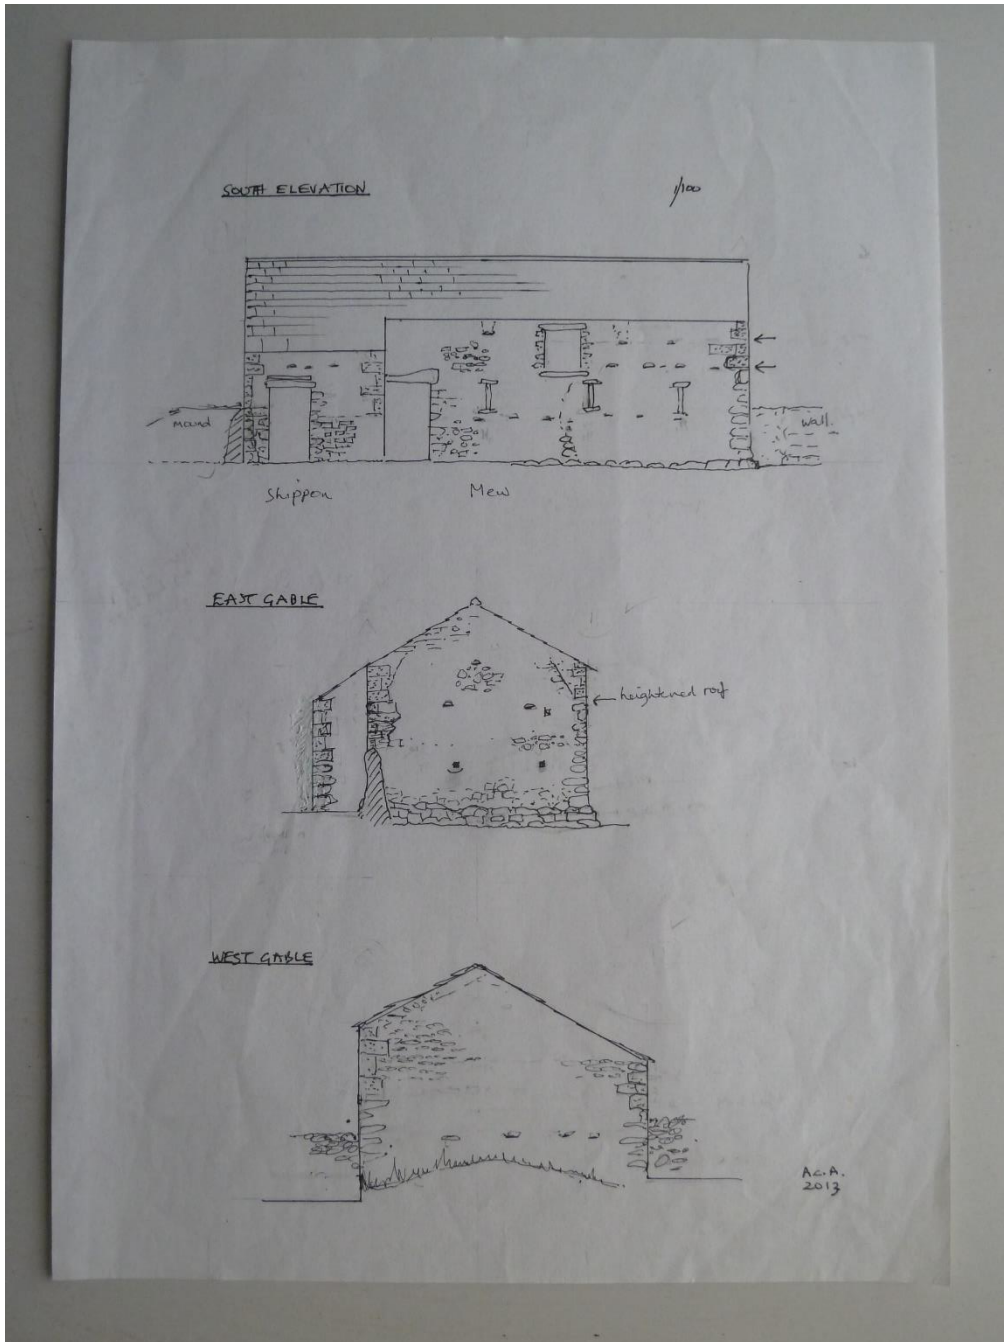 SOUTH ELEVATION
1/100
mound
wall.
Shippon
Mew
EAST GABLE
heightened roof
WEST GABLE
A.C.A.
2013